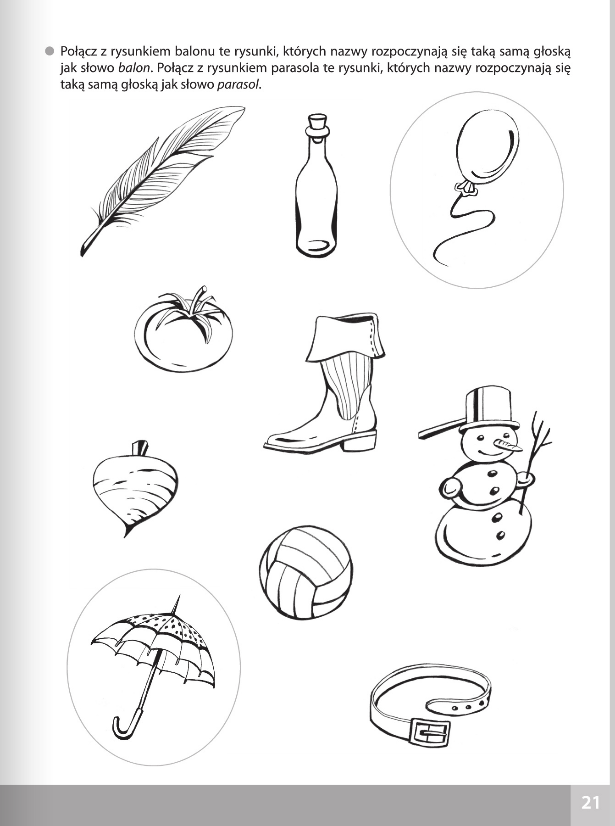 Połącz z rysunkiem balonu te rysunki, których nazwy rozpoczynają się taką samą głoską
jak słowo balon. Połącz z rysunkiem parasola te rysunki, których nazwy rozpoczynają się
taką samą głoską jak słowo parasol.
21